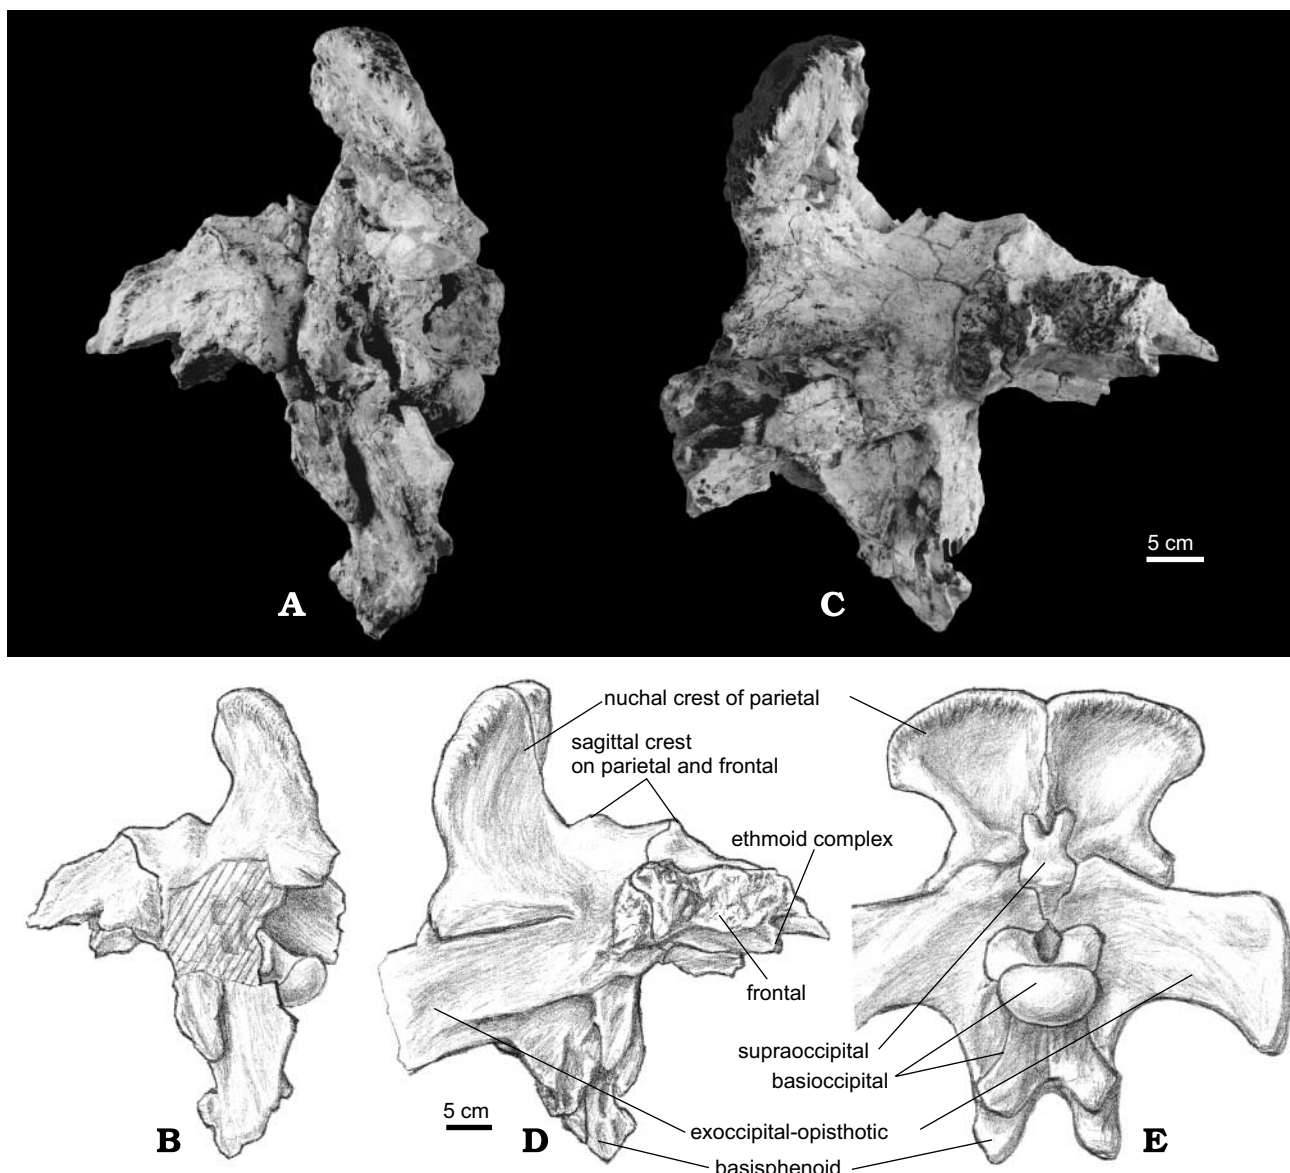 A
C
5 cm
nuchal crest of parietal
sagittal crest
on parietal and frontal
ethmoid complex
frontal
supraoccipital
basioccipital
5 cm
exoccipital-opisthotic
basisphenoid
B
D
E